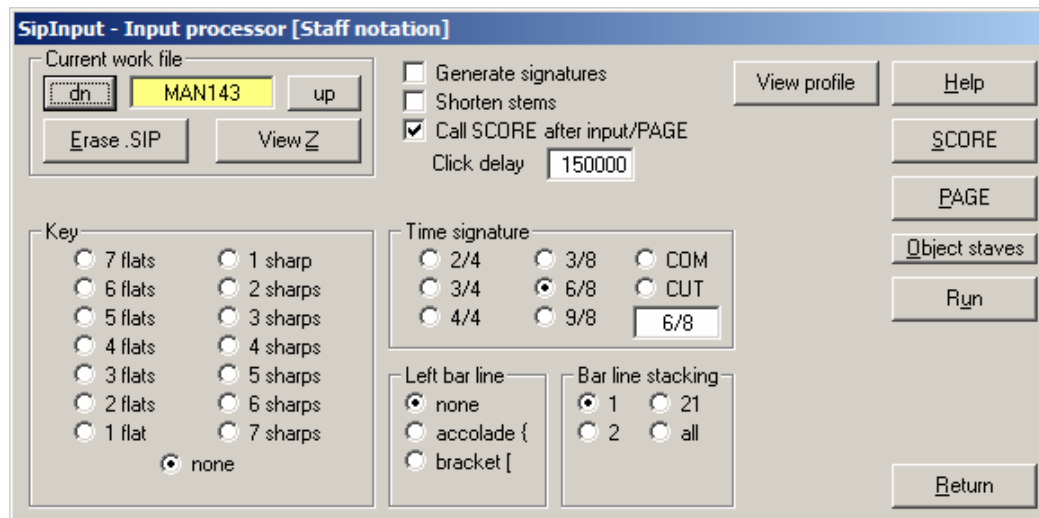 SipInput - Input processor [Staff notation]
Current work file
dn MAN143 up
Erase .SIP View Z
Generate signatures
Shorten stems
Call SCORE after input/PAGE
Click delay 150000
View profile
Help
SCORE
PAGE
Object staves
Run
Return
Key
7 flats 1 sharp
6 flats 2 sharps
5 flats 3 sharps
4 flats 4 sharps
3 flats 5 sharps
2 flats 6 sharps
1 flat 7 sharps
none
Time signature
2/4 3/8 COM
3/4 6/8 CUT
4/4 9/8 6/8
Left bar line
none
accolade {
bracket [
Bar line stacking
1 21
2 all